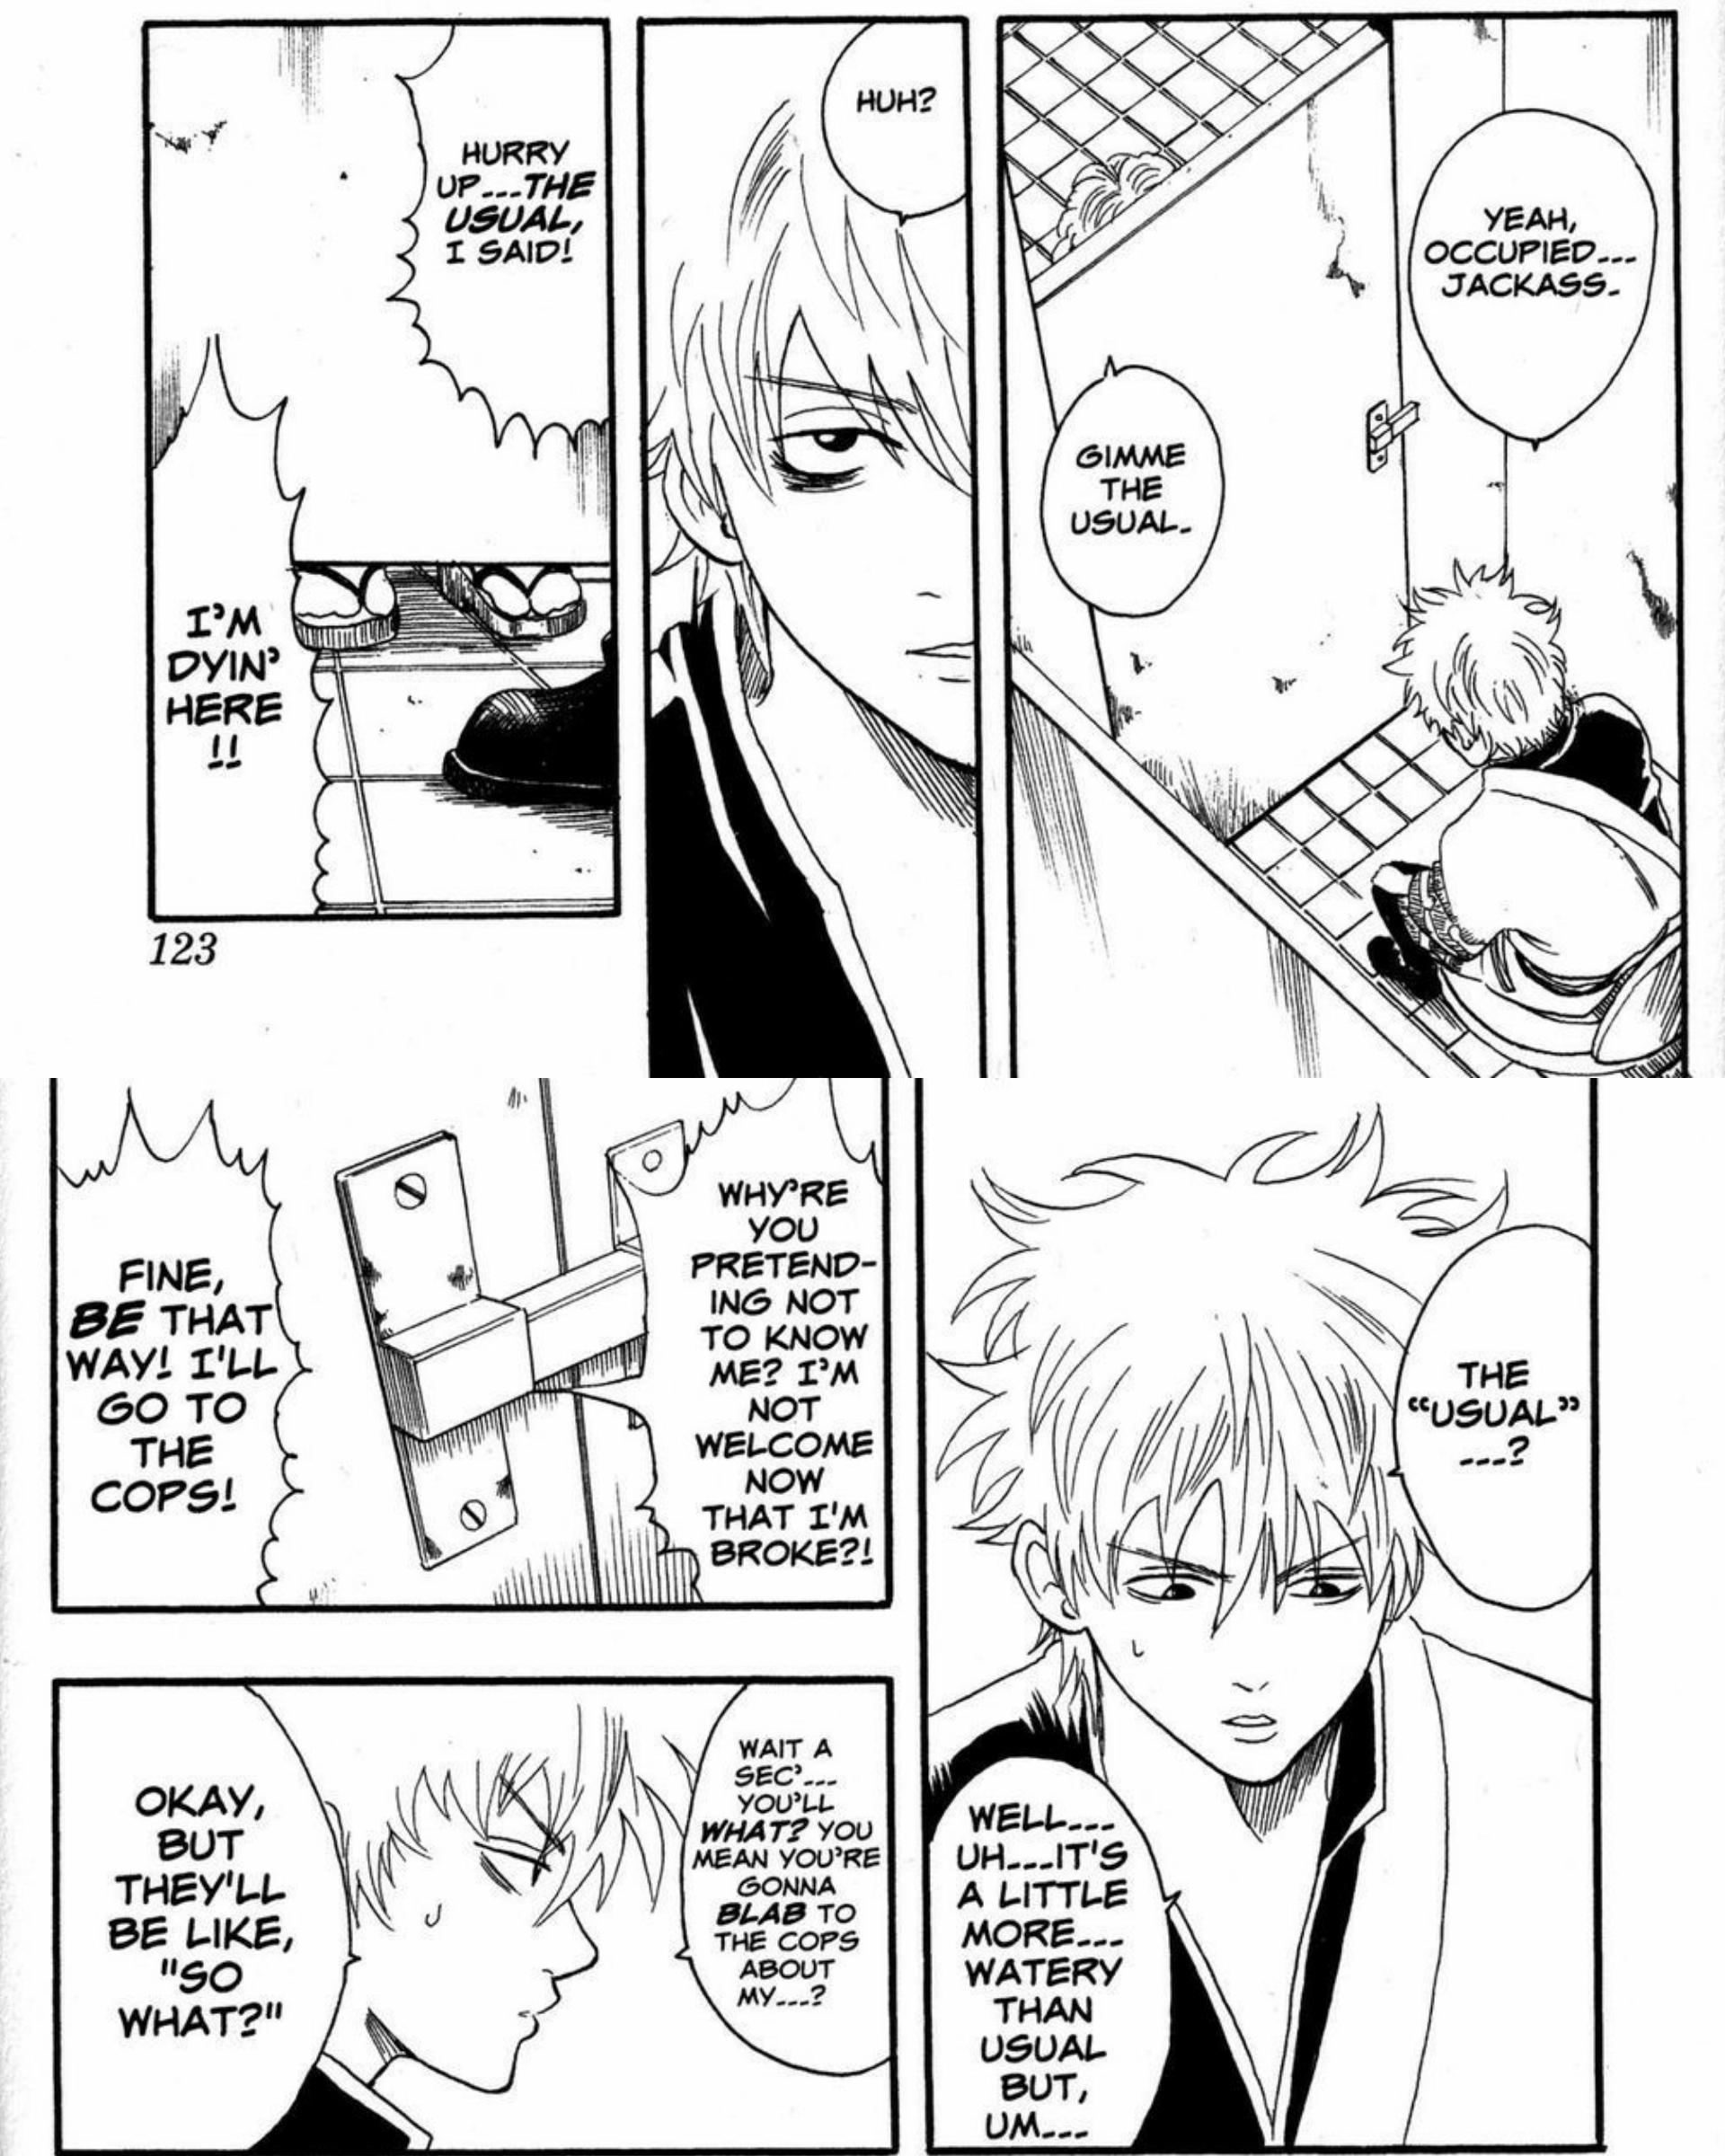 YEAH,
OCCUPIED...
JACKASS.
GIMME
THE
USUAL.
HUH?
HURRY
UP...THE
USUAL,
I SAID!
I'M
DYIN'
HERE
!!
123
THE
"USUAL"
...?
WELL...
UH...IT'S
A LITTLE
MORE...
WATERY
THAN
USUAL
BUT,
UM...
WHY'RE
YOU
PRETEND-
ING NOT
TO KNOW
ME? I'M
NOT
WELCOME
NOW
THAT I'M
BROKE?!
FINE,
BE THAT
WAY! I'LL
GO TO
THE
COPS!
WAIT A
SEC'...
YOU'LL
WHAT? YOU
MEAN YOU'RE
GONNA
BLAB TO
THE COPS
ABOUT
MY...?
OKAY,
BUT
THEY'LL
BE LIKE,
"SO
WHAT?"